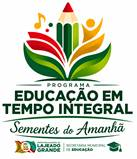 PROGRAMA
EDUCAÇÃO EM
TEMPO INTEGRAL
Sementes do Amanhã
LAJEADO
GRANDE
SECRETARIA MUNICIPAL
DE EDUCAÇÃO